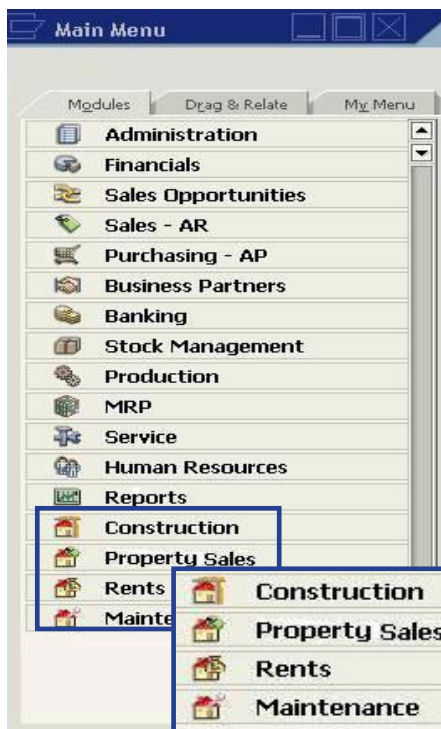 Main Menu
Modules Drag & Relate My Menu
Administration
Financials
Sales Opportunities
Sales - AR
Purchasing - AP
Business Partners
Banking
Stock Management
Production
MRP
Service
Human Resources
Reports
Construction
Property Sales
Rents
Mainte
Construction
Property Sales
Rents
Maintenance